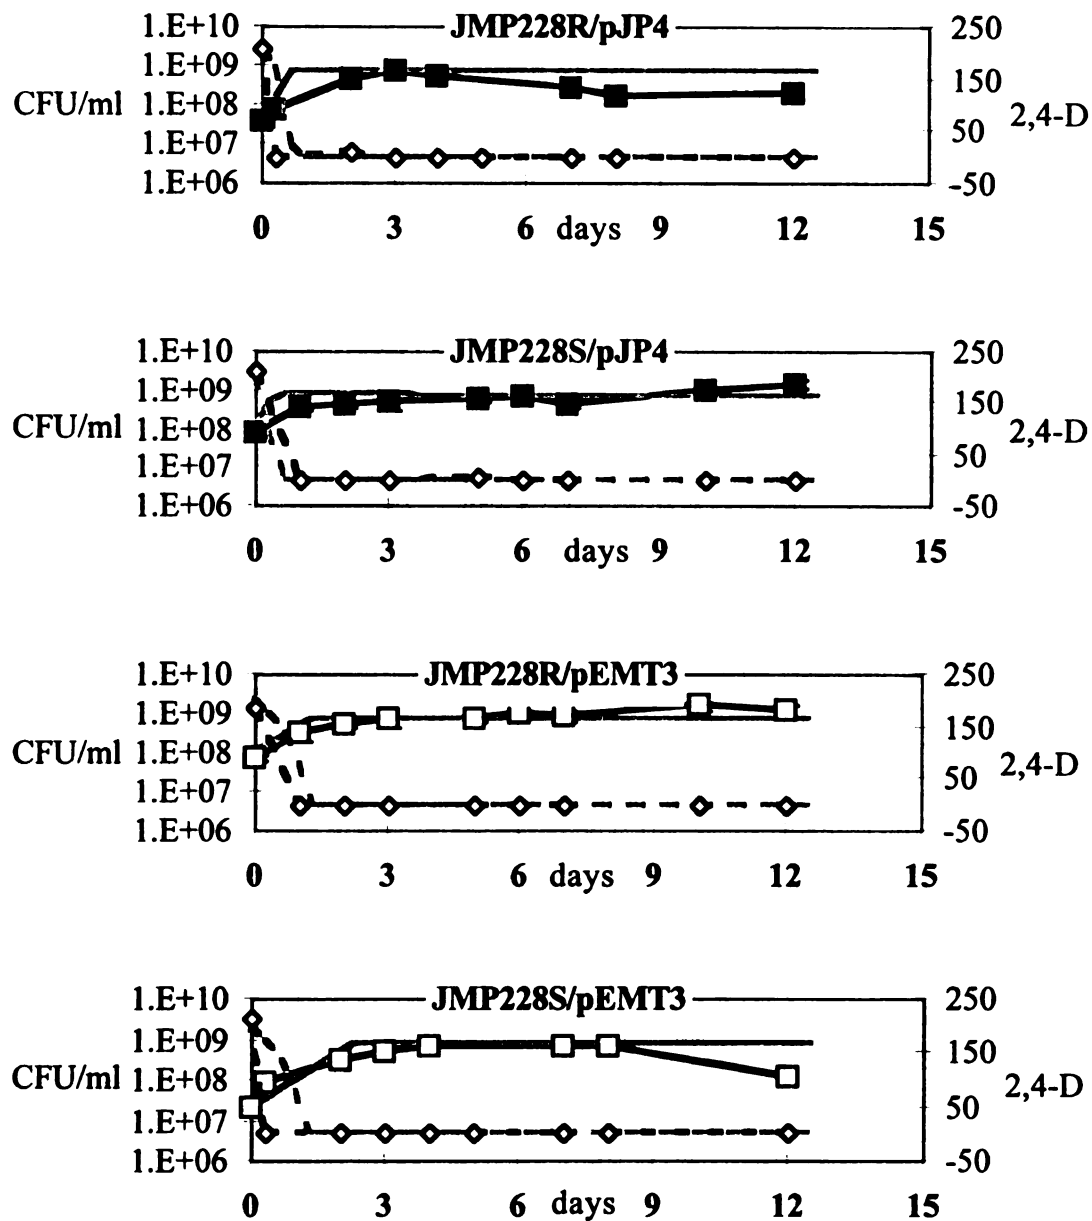 JMP228R/pJP4
1.E+10 250
1.E+09
150
CFU/ml 1.E+08 2,4-D
50
1.E+07
1.E+06 -50
0 3 6 days 9 12 15
JMP228S/pJP4
1.E+10 250
1.E+09
150
CFU/ml 1.E+08 2,4-D
50
1.E+07
1.E+06 -50
0 3 6 days 9 12 15
JMP228R/pEMT3
1.E+10 250
1.E+09
150
CFU/ml 1.E+08 2,4-D
50
1.E+07
1.E+06 -50
0 3 6 days 9 12 15
JMP228S/pEMT3
1.E+10 250
1.E+09
150
CFU/ml 1.E+08 2,4-D
50
1.E+07
1.E+06 -50
0 3 6 days 9 12 15